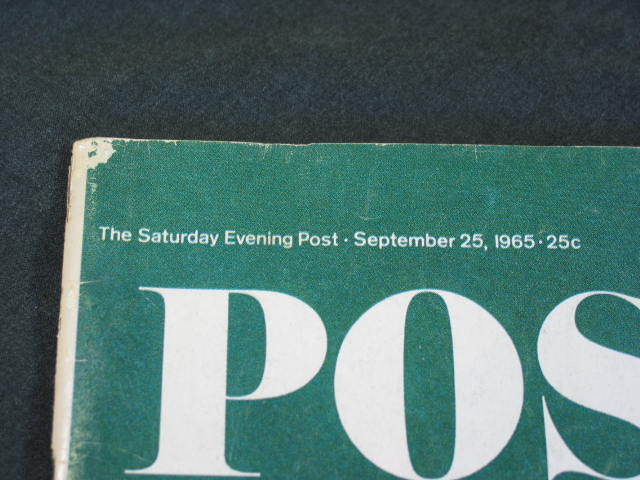 The Saturday Evening Post · September 25, 1965 · 25c
POS